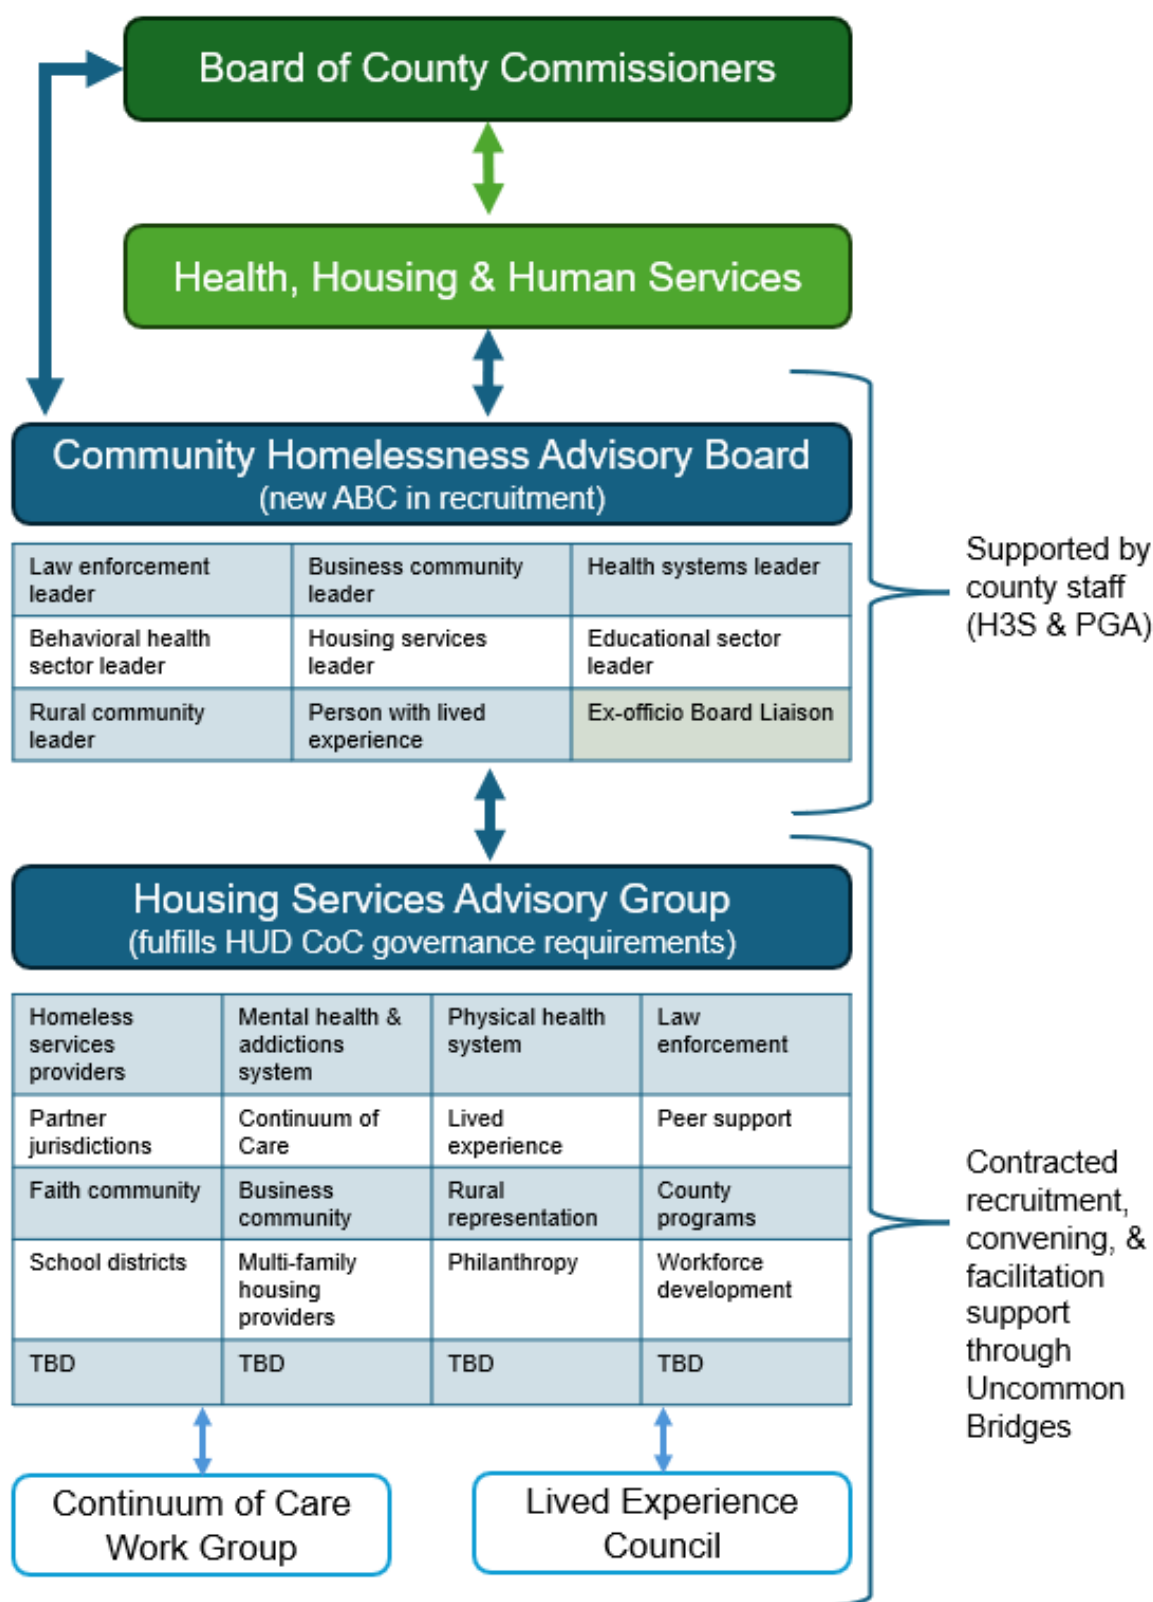 Board of County Commissioners
Health, Housing & Human Services
Community Homelessness Advisory Board
(new ABC in recruitment)
Law enforcement
leader
Business community
leader
Health systems leader
Behavioral health
sector leader
Housing services
leader
Educational sector
leader
Rural community
leader
Person with lived
experience
Ex-officio Board Liaison
Supported by
county staff
(H3S & PGA)
Housing Services Advisory Group
(fulfills HUD CoC governance requirements)
Homeless
services
providers
Mental health &
addictions
system
Physical health
system
Law
enforcement
Partner
jurisdictions
Continuum of
Care
Lived
experience
Peer support
Faith community
Business
community
Rural
representation
County
programs
School districts
Multi-family
housing
providers
Philanthropy
Workforce
development
TBD
TBD
TBD
TBD
Contracted
recruitment,
convening, &
facilitation
support
through
Uncommon
Bridges
Continuum of Care
Work Group
Lived Experience
Council